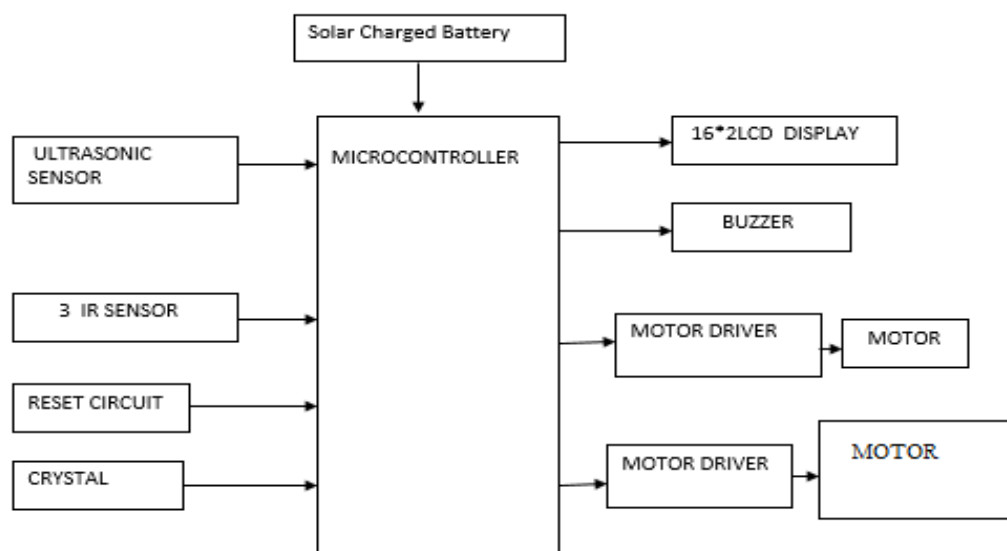 Solar Charged Battery
ULTRASONIC
SENSOR
MICROCONTROLLER
16*2LCD DISPLAY
BUZZER
3 IR SENSOR
MOTOR DRIVER
MOTOR
RESET CIRCUIT
CRYSTAL
MOTOR DRIVER
MOTOR